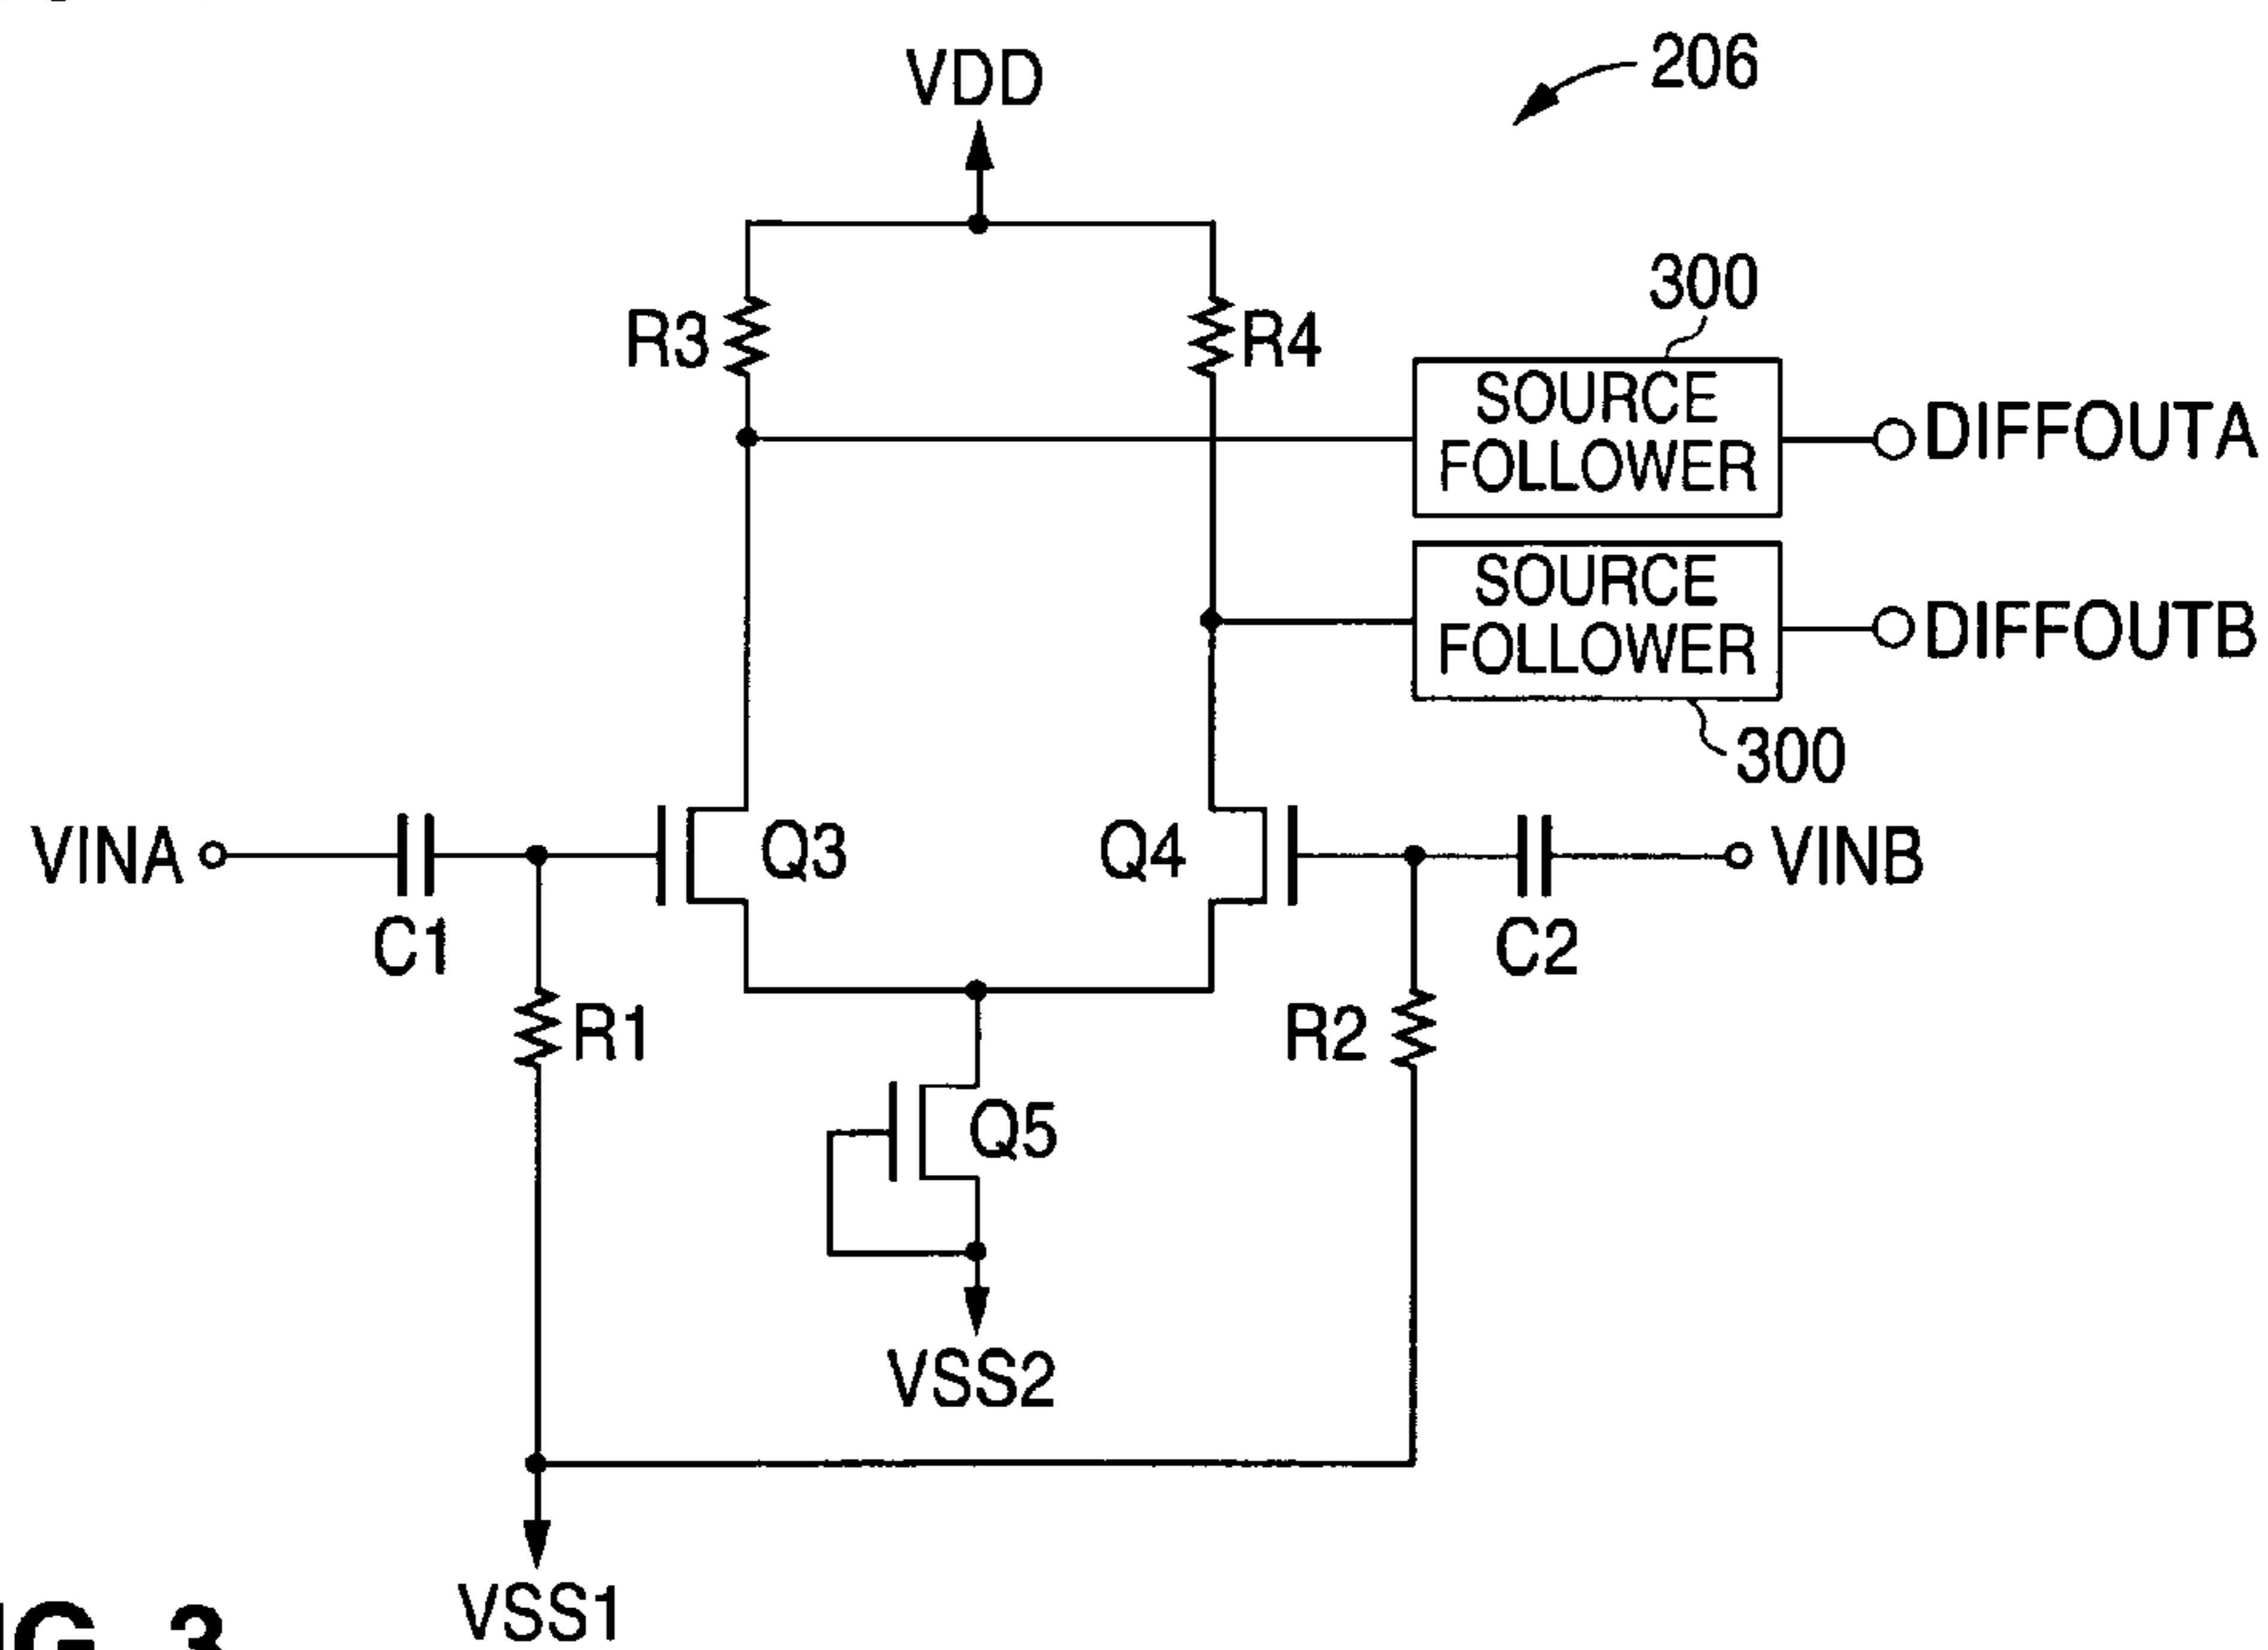 VDD
206
R3
R4
300
SOURCE
FOLLOWER
DIFFOUTA
SOURCE
FOLLOWER
DIFFOUTB
300
VINA
C1
Q3
Q4
VINB
C2
R1
R2
Q5
VSS2
VSS1
G. 3